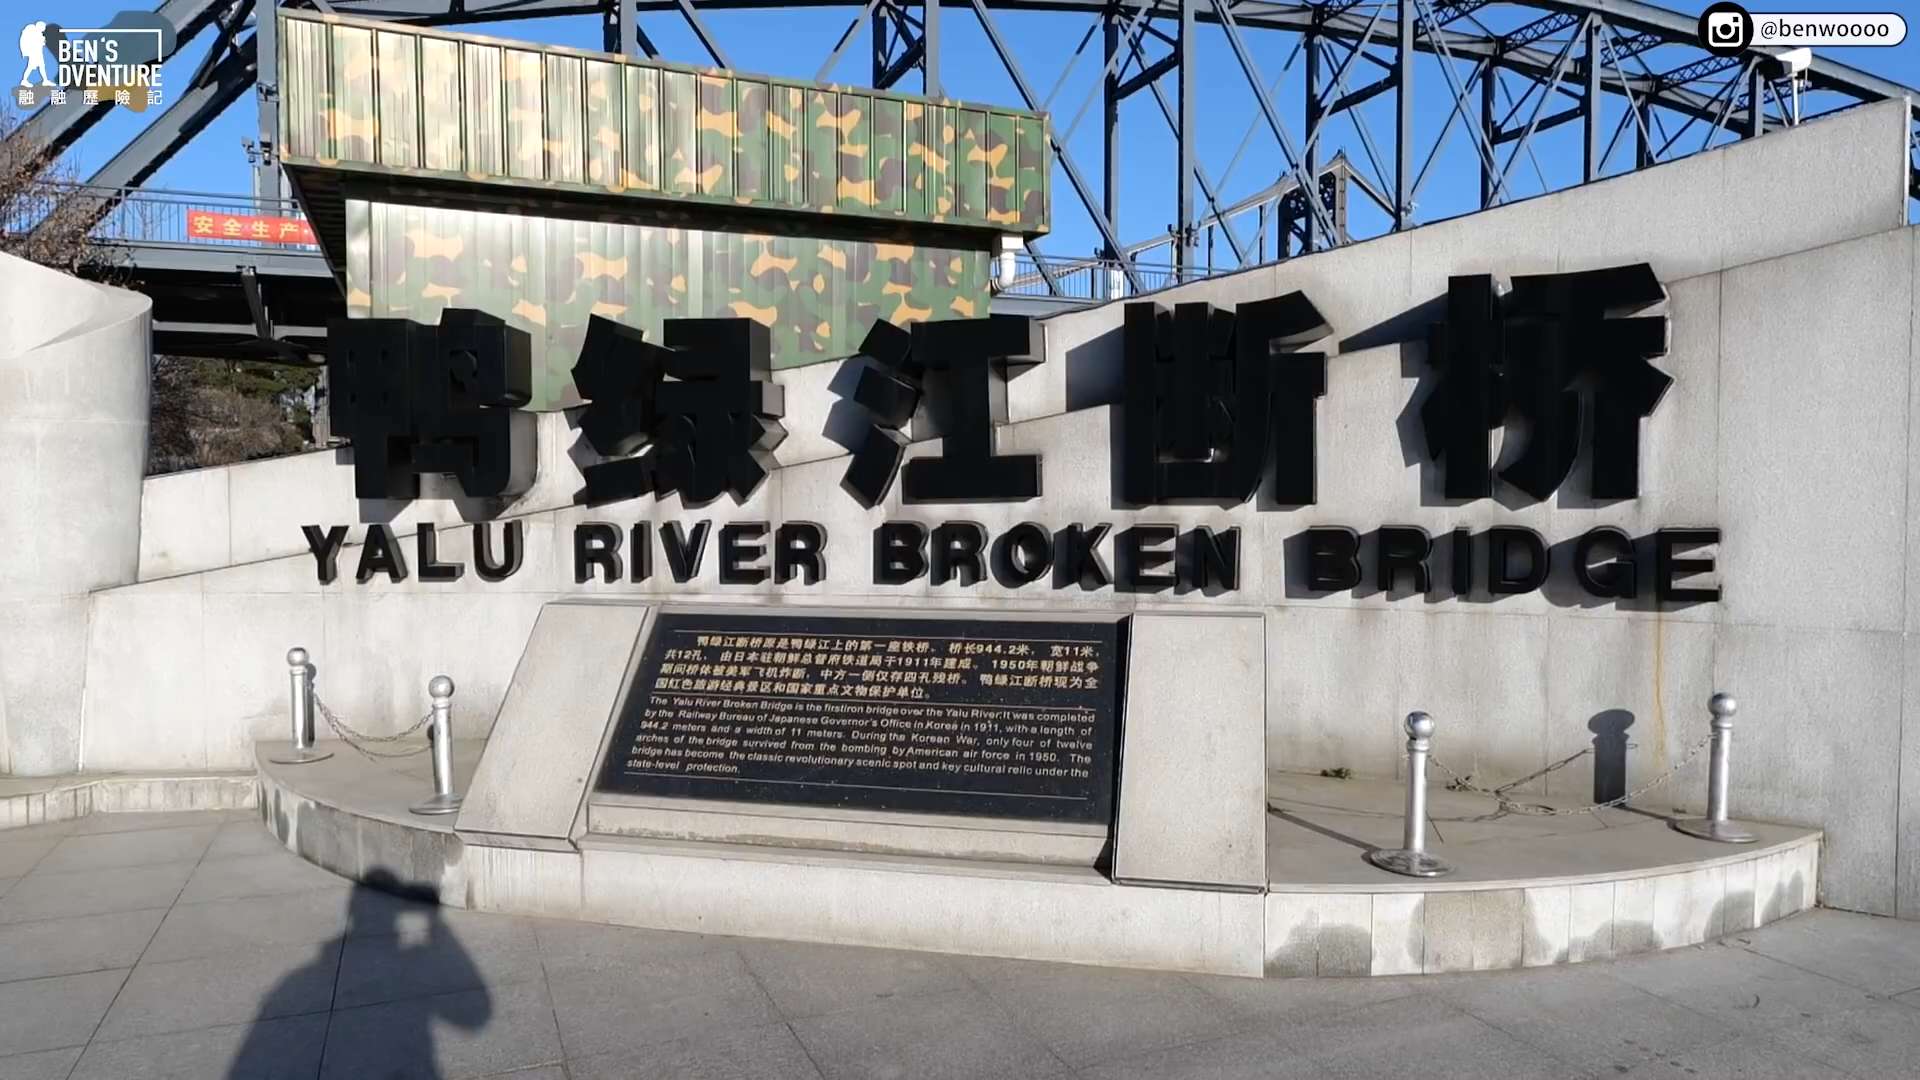 BEN'S
DVENTURE
融融歷險記
@benwoooo
安全生产
鸭绿江断桥
YALU RIVER BROKEN BRIDGE
鸭绿江断桥原是鸭绿江上的第一座铁桥。桥长944.2米，宽11米，
共12孔，由日本驻朝鲜总督府铁道局于1911年建成。1950年朝鲜战争
期间桥体被美军飞机炸断，中方一侧仅存四孔残桥。鸭绿江断桥现为全
国红色旅游经典景区和国家重点文物保护单位。
The Yalu River Broken Bridge is the firstiron bridge over the Yalu River.It was completed
by the Railway Bureau of Japanese Governor's Office in Korea in 1911, with a length of
944.2 meters and a width of 11 meters. During the Korean War, only four of twelve
arches of the bridge survived from the bombing by American air force in 1950. The
bridge has become the classic revolutionary scenic spot and key cultural relic under the
state-level protection.